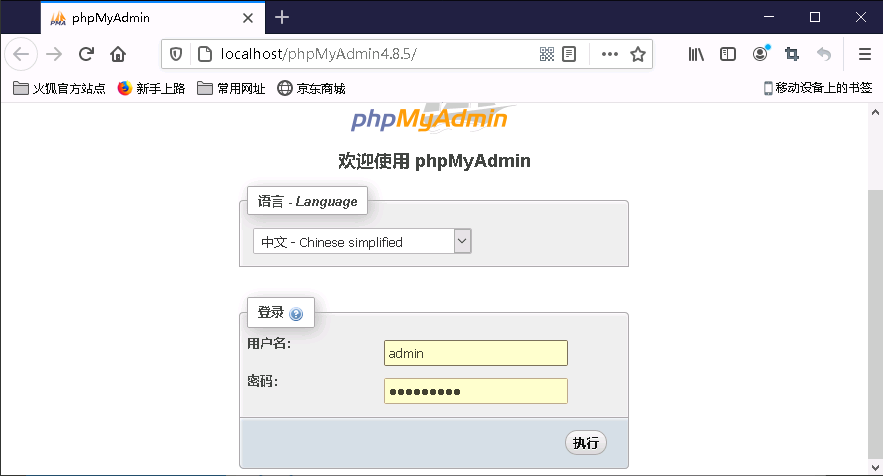 phpMyAdmin
localhost/phpMyAdmin4.8.5/
火狐官方站点 新手上路 常用网址 京东商城 移动设备上的书签
phpMyAdmin
欢迎使用 phpMyAdmin
语言 - Language
中文 - Chinese simplified
登录
用户名:
admin
密码:
●●●●●●●●●
执行